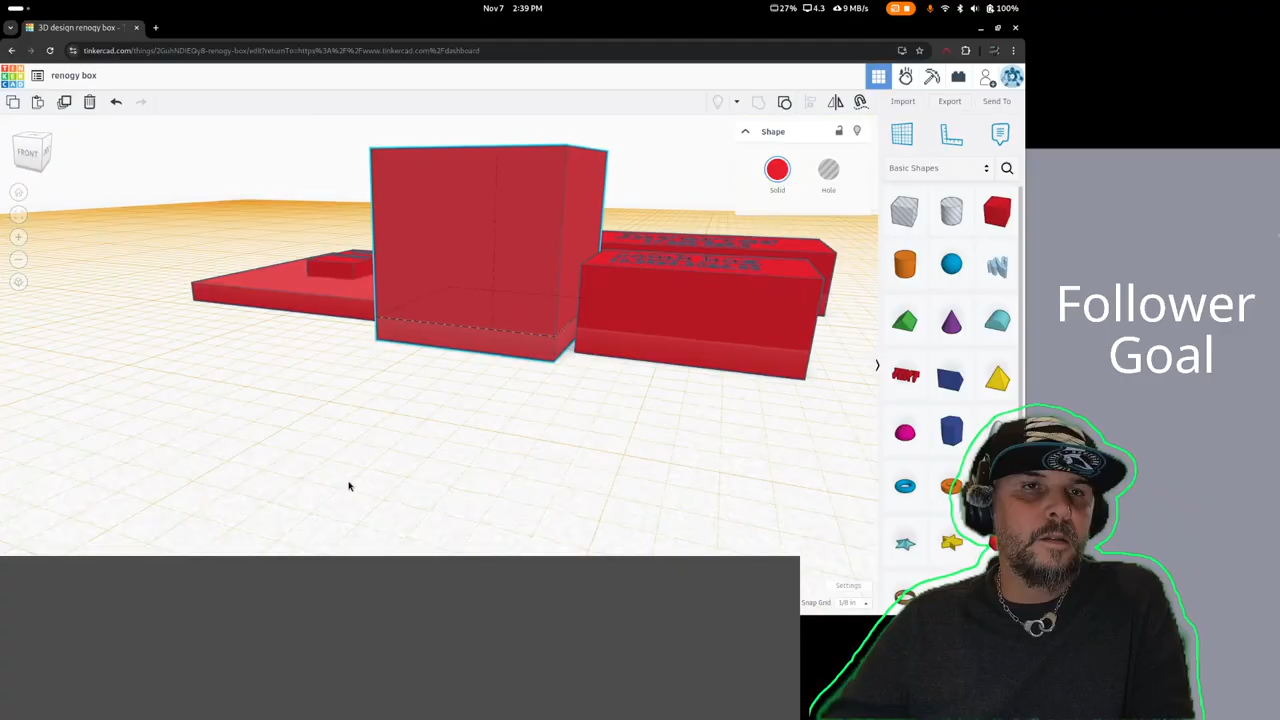 Nov 7 2:39 PM
27%
4.3
9 MB/s
100%
3D design renogy box -
renogy box
Import
Export
Send To
FRONT
Shape
Solid
Hole
Basic Shapes
Settings
Snap Grid
1/8 in
Follower
Goal